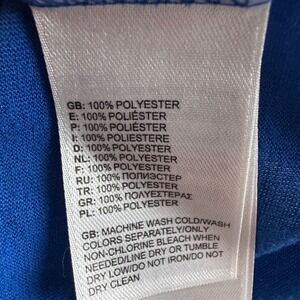 GB: 100% POLYESTER
E: 100% POLIÉSTER
P: 100% POLIÉSTER
I: 100% POLIESTERE
D: 100% POLYESTER
NL: 100% POLYESTER
F: 100% POLYESTER
RU: 100% ПОЛИЭСТЕР
TR: 100% POLYESTER
GR: 100% ΠΟΛΥΕΣΤΕΡΑΣ
PL: 100% POLYESTER
GB: MACHINE WASH COLD/WASH
COLORS SEPARATELY/ONLY
NON-CHLORINE BLEACH WHEN
NEEDED/LINE DRY OR TUMBLE
DRY LOW/DO NOT IRON/DO NOT
DRY CLEAN